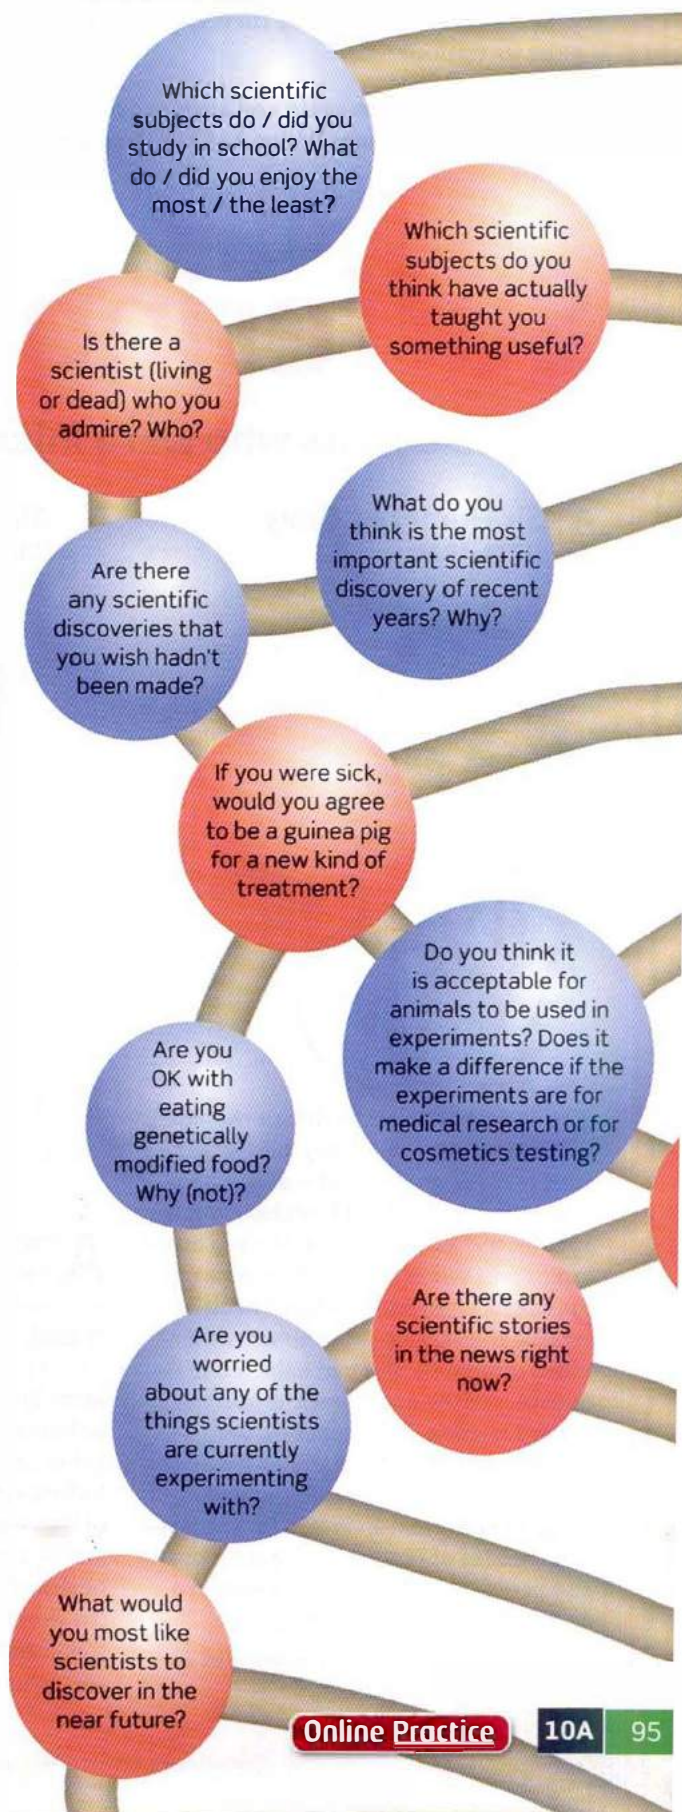 Which scientific
subjects do / did you
study in school? What
do / did you enjoy the
most / the least?
Which scientific
subjects do you
think have actually
taught you
something useful?
Is there a
scientist (living
or dead) who you
admire? Who?
What do you
think is the most
important scientific
discovery of recent
years? Why?
Are there
any scientific
discoveries that
you wish hadn't
been made?
If you were sick,
would you agree
to be a guinea pig
for a new kind of
treatment?
Do you think it
is acceptable for
animals to be used in
experiments? Does it
make a difference if the
experiments are for
medical research or for
cosmetics testing?
Are you
OK with
eating
genetically
modified food?
Why (not)?
Are there any
scientific stories
in the news right
now?
Are you
worried
about any of the
things scientists
are currently
experimenting
with?
What would
you most like
scientists to
discover in the
near future?
Online Practice
10A 95